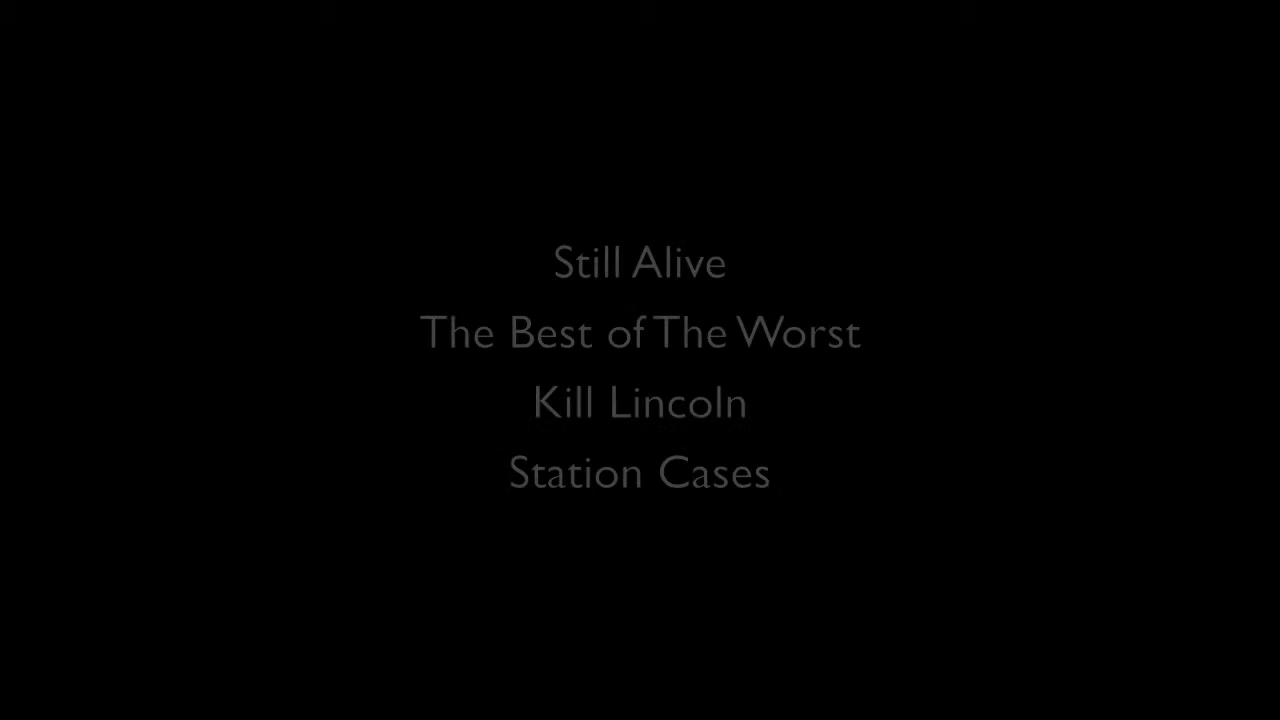 Still Alive
The Best of The Worst
Kill Lincoln
Station Cases